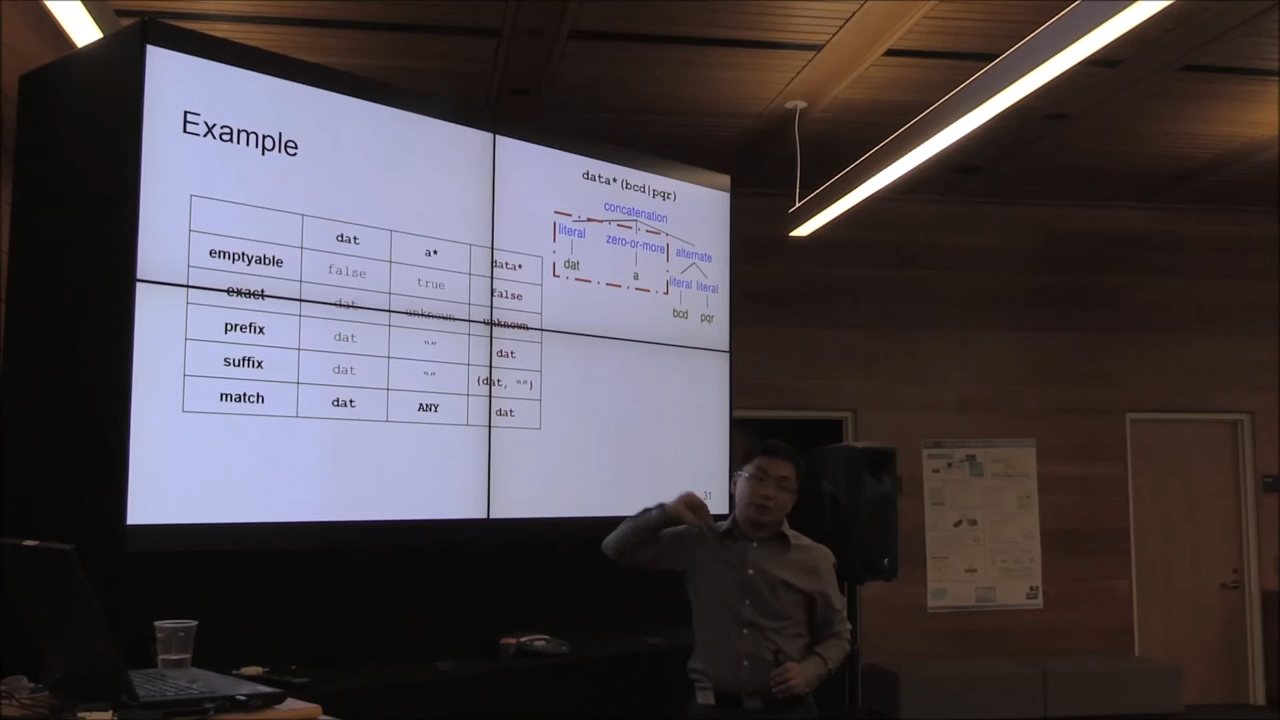 Example
dat a* data*
emptyable false true false
exact dat unknown unknown
prefix dat “” dat
suffix dat “” {dat, “”}
match dat ANY dat
data*(bcd|pqr)
concatenation
literal zero-or-more alternate
dat a literal literal
bcd pqr
31